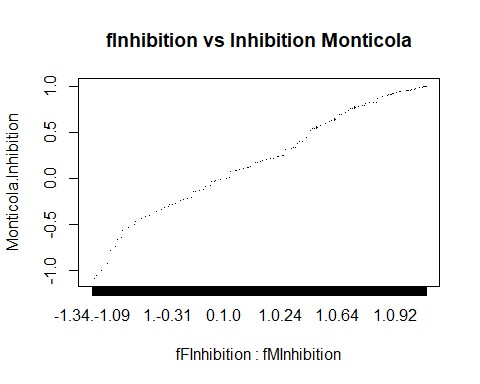 fInhibition vs Inhibition Monticola
Monticola.Inhibition
1.0
0.5
0.0
-0.5
-1.0
-1.34.-1.09 1.-0.31 0.1.0 1.0.24 1.0.64 1.0.92
fFInhibition : fMInhibition